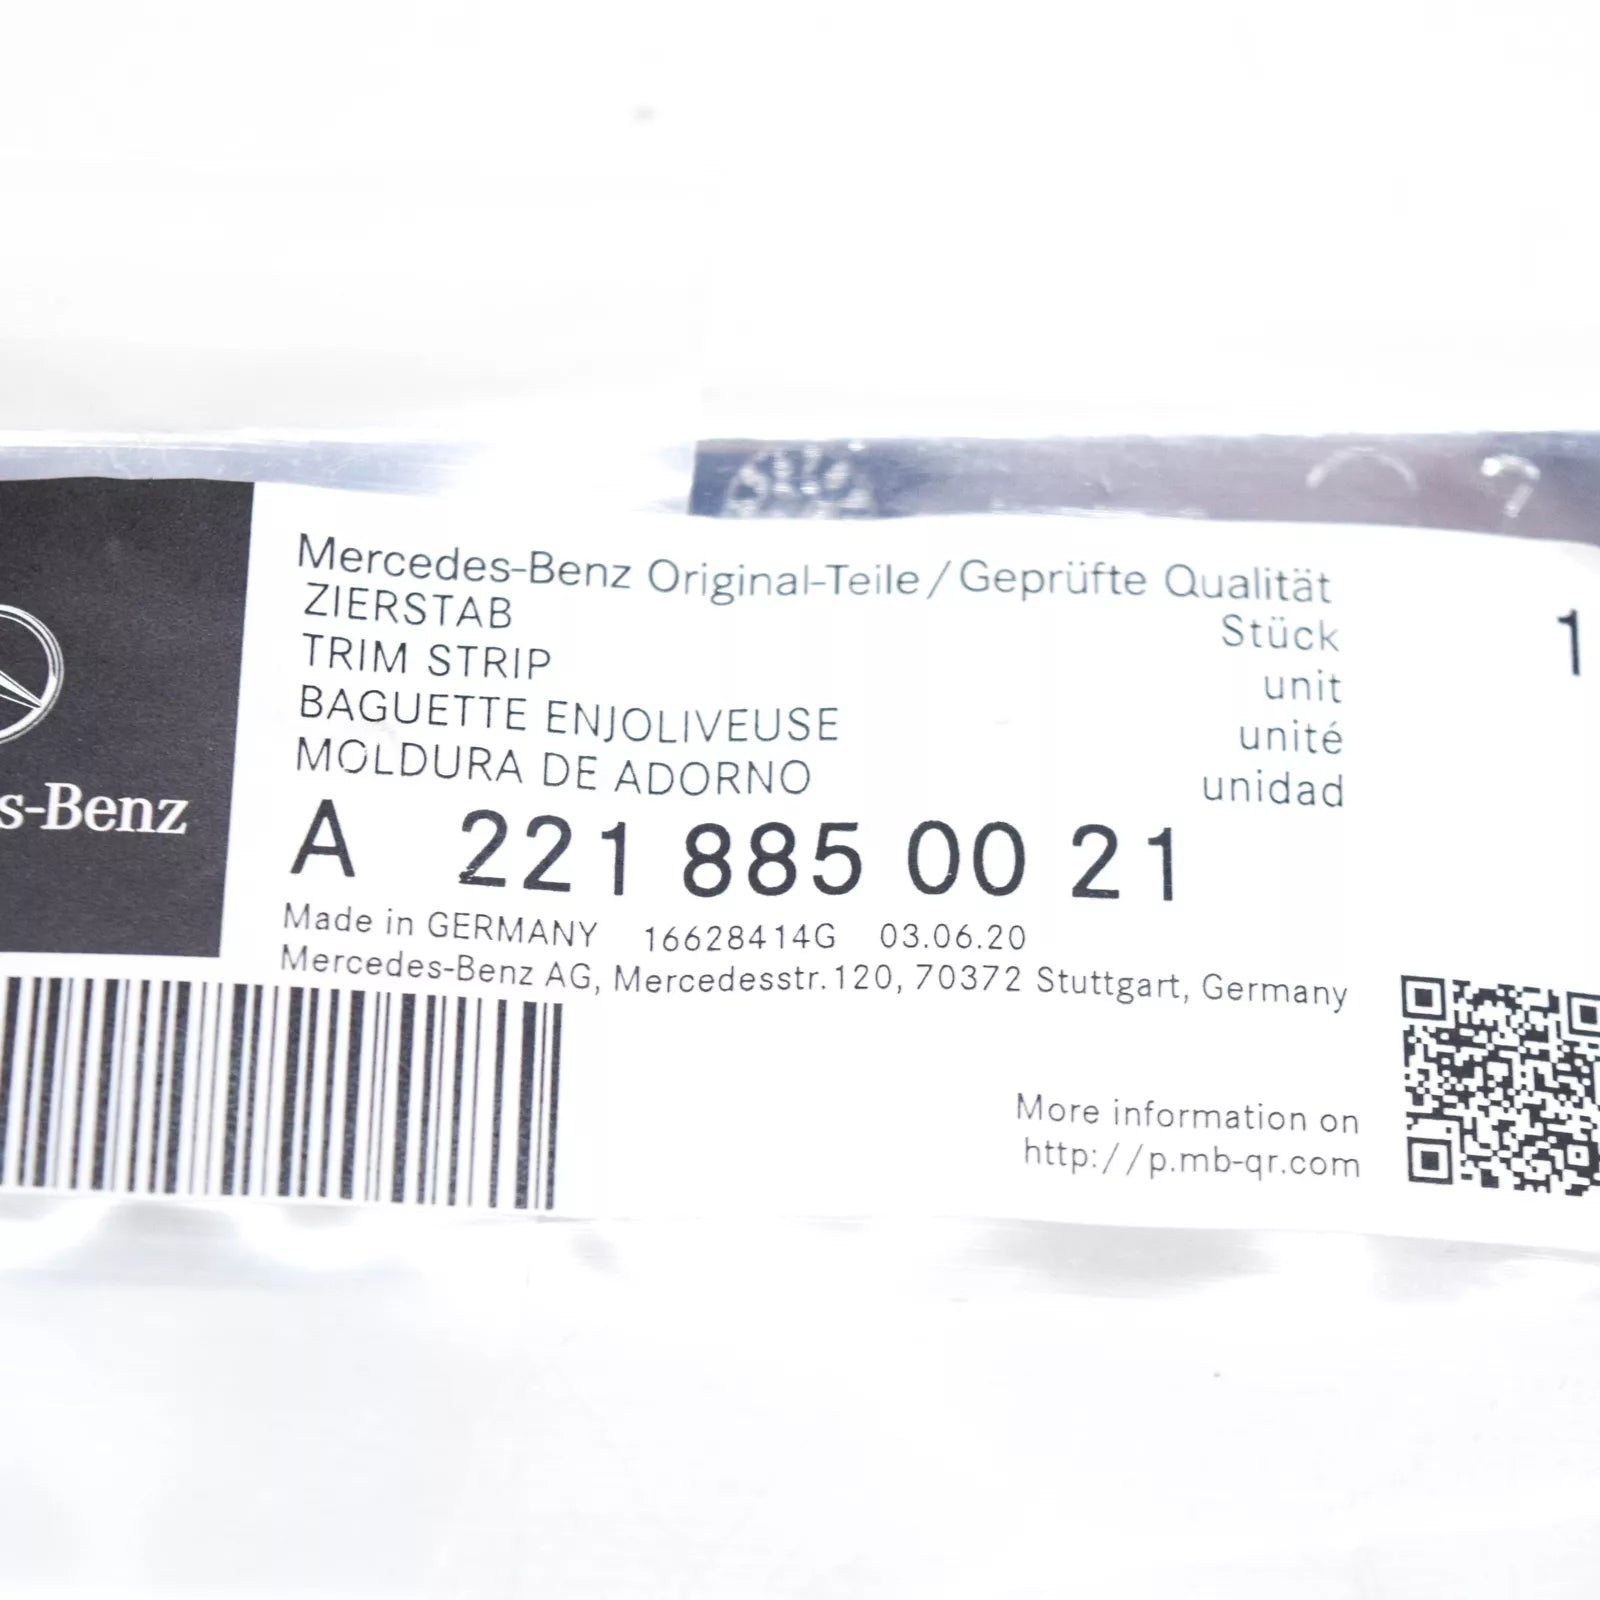 Mercedes-Benz Original-Teile/Geprüfte Qualität
ZIERSTAB Stück 1
TRIM STRIP unit
BAGUETTE ENJOLIVEUSE unité
MOLDURA DE ADORNO unidad
s-Benz
A 221 885 00 21
Made in GERMANY 16628414G 03.06.20
Mercedes-Benz AG, Mercedesstr.120, 70372 Stuttgart, Germany
More information on
http://p.mb-qr.com